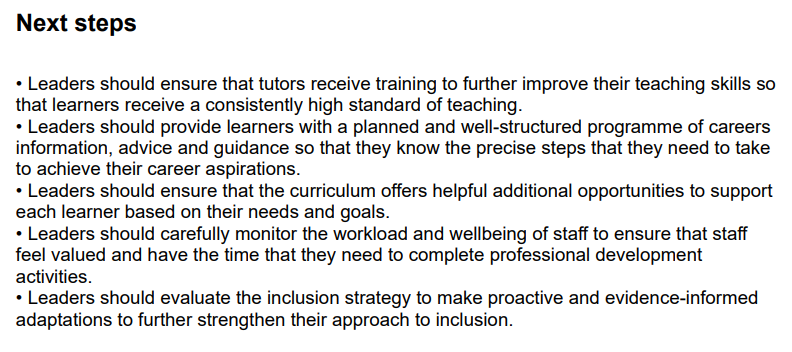 Next steps
• Leaders should ensure that tutors receive training to further improve their teaching skills so
that learners receive a consistently high standard of teaching.
• Leaders should provide learners with a planned and well-structured programme of careers
information, advice and guidance so that they know the precise steps that they need to take
to achieve their career aspirations.
• Leaders should ensure that the curriculum offers helpful additional opportunities to support
each learner based on their needs and goals.
• Leaders should carefully monitor the workload and wellbeing of staff to ensure that staff
feel valued and have the time that they need to complete professional development
activities.
• Leaders should evaluate the inclusion strategy to make proactive and evidence-informed
adaptations to further strengthen their approach to inclusion.